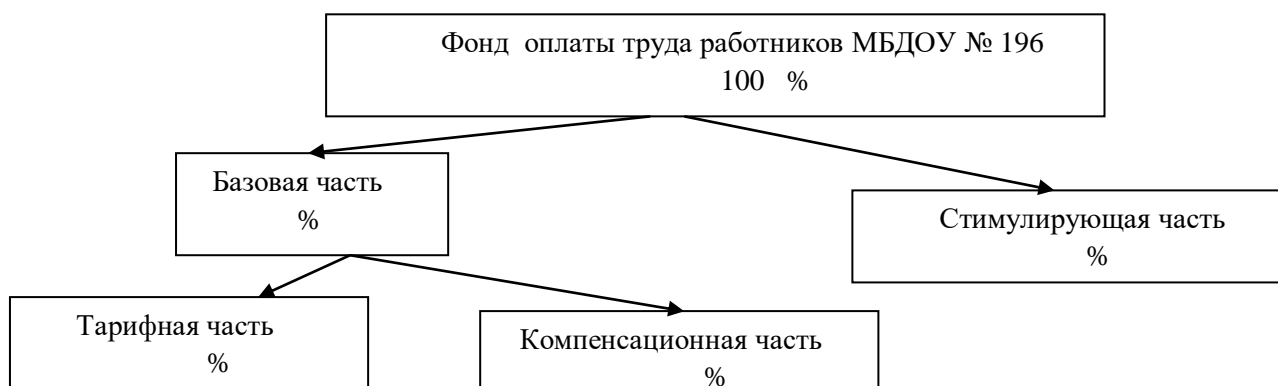 Фонд оплаты труда работников МБДОУ № 196
100 %
Базовая часть
%
Стимулирующая часть
%
Тарифная часть
%
Компенсационная часть
%